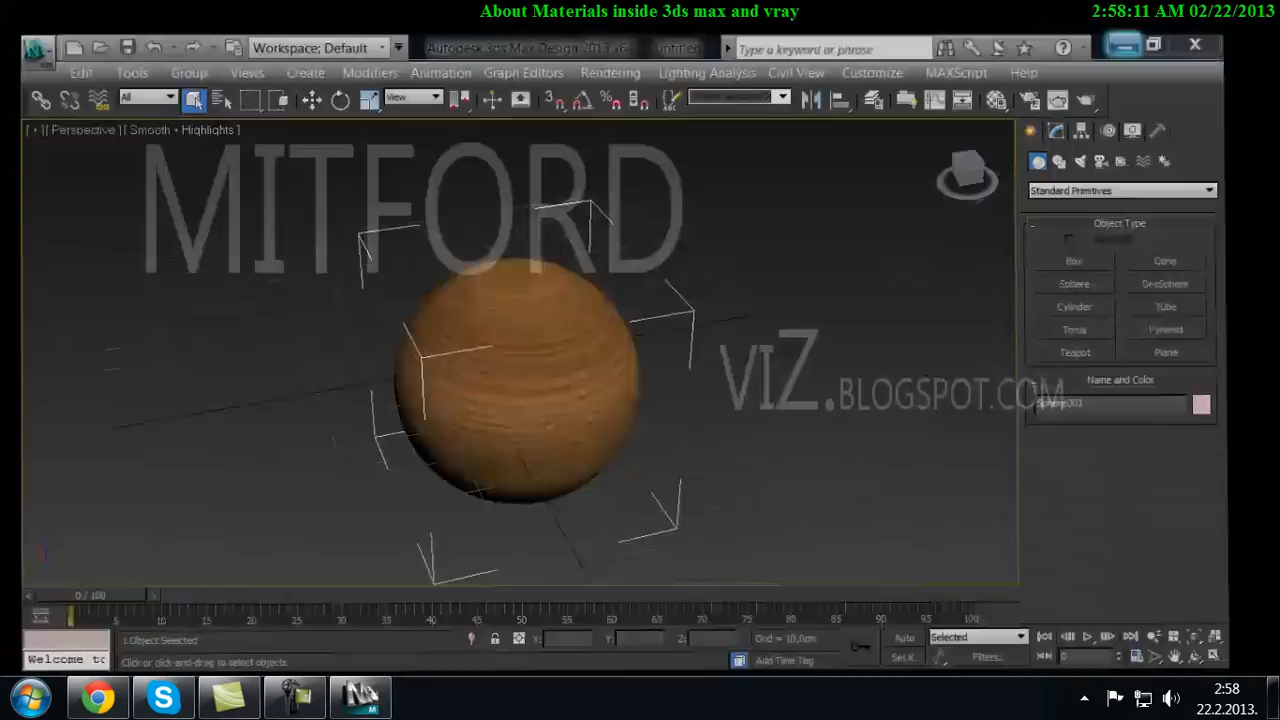 About Materials inside 3ds max and vray
2:58:11 AM 02/22/2013
Workspace: Default
Autodesk 3ds Max Design 2013 x6
Type a keyword or phrase
Edit Tools Group Views Create Modifiers Animation Graph Editors Rendering Lighting Analysis Civil View Customize MAXScript Help
All
View
[ + ] [ Perspective ] [ Smooth + Highlights ]
MITFORD
VIZ.BLOGSPOT.COM
Standard Primitives
Object Type
Box Cone
Sphere GeoSphere
Cylinder Tube
Torus Pyramid
Teapot Plane
Name and Color
Sphere001
0 / 100
5 10 15 20 25 30 35 40 45 50 55 60 65 70 75 80 85 90 95 100
1 Object Selected
X: Y: Z:
Grid = 10,0cm
Auto
Selected
Welcome to
Click or click-and-drag to select objects
Add Time Tag
Set K.
Filters...
0
2:58
22.2.2013.